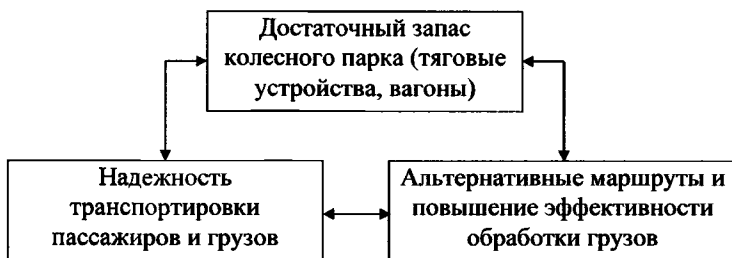 Достаточный запас
колесного парка (тяговые
устройства, вагоны)
Надежность
транспортировки
пассажиров и грузов
Альтернативные маршруты и
повышение эффективности
обработки грузов